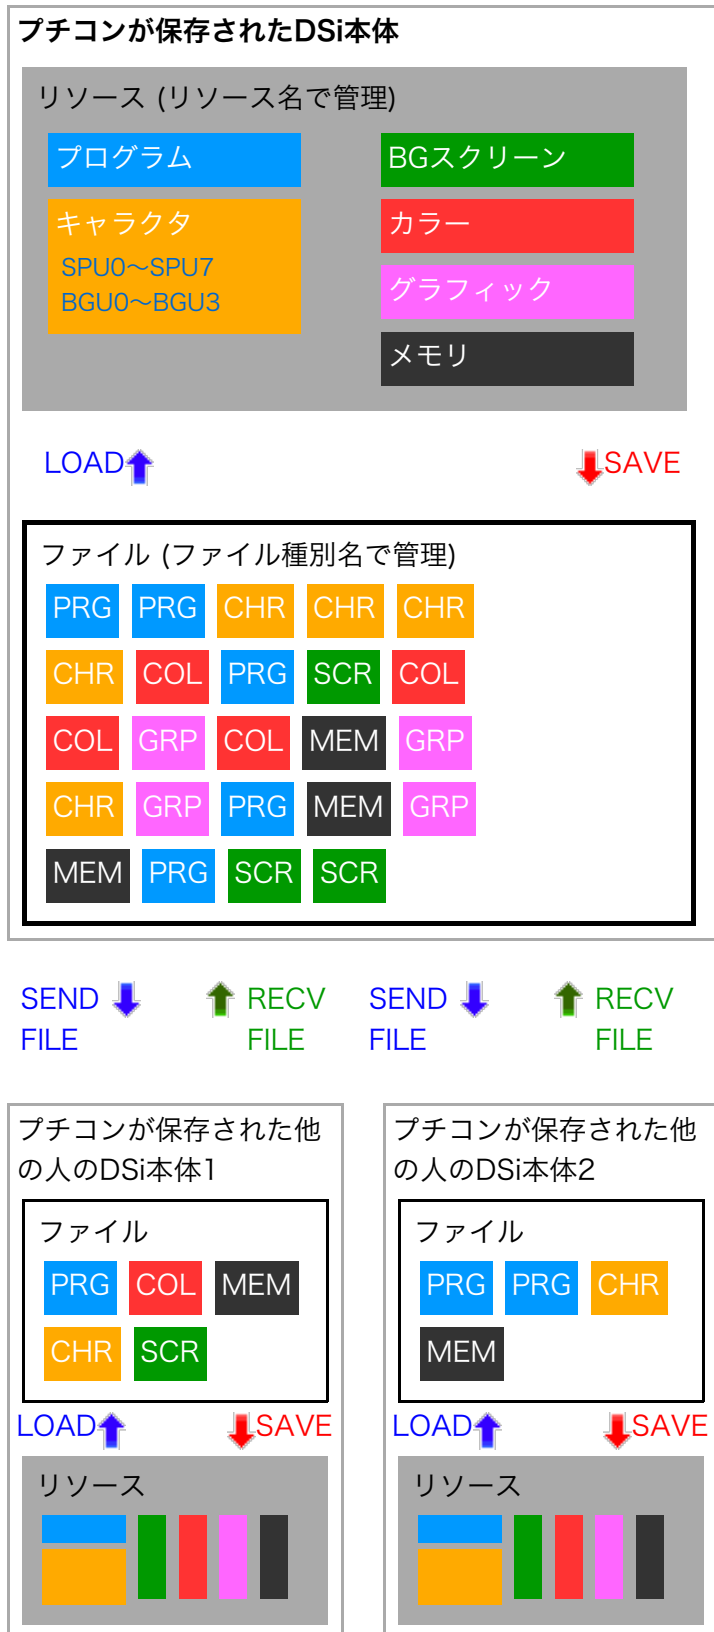 プチコンが保存されたDSi本体
リソース (リソース名で管理)
プログラム
キャラクタ
SPU0～SPU7
BGU0～BGU3
BGスクリーン
カラー
グラフィック
メモリ
LOAD
SAVE
ファイル (ファイル種別名で管理)
PRG PRG CHR CHR CHR
CHR COL PRG SCR COL
COL GRP COL MEM GRP
CHR GRP PRG MEM GRP
MEM PRG SCR SCR
SEND
FILE
RECV
FILE
SEND
FILE
RECV
FILE
プチコンが保存された他
の人のDSi本体1
ファイル
PRG COL MEM
CHR SCR
LOAD
SAVE
リソース
プチコンが保存された他
の人のDSi本体2
ファイル
PRG PRG CHR
MEM
LOAD
SAVE
リソース